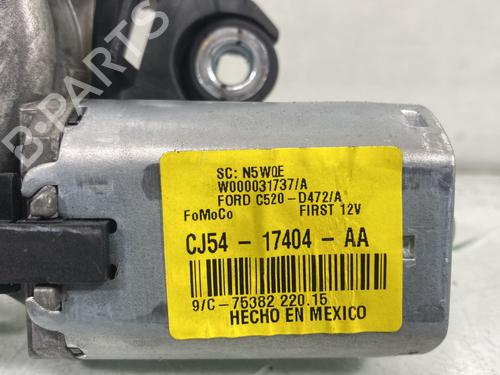 B-PARTS
SC: N5WQE
W000031737/A
FORD C520-D472/A
FoMoCo FIRST 12V
CJ54 - 17404 - AA
9/C-75382 220.15
HECHO EN MEXICO